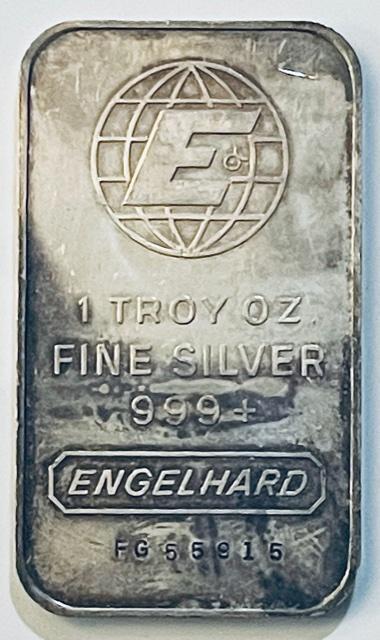 E
1 TROY OZ.
FINE SILVER
999+
ENGELHARD
FG 55915